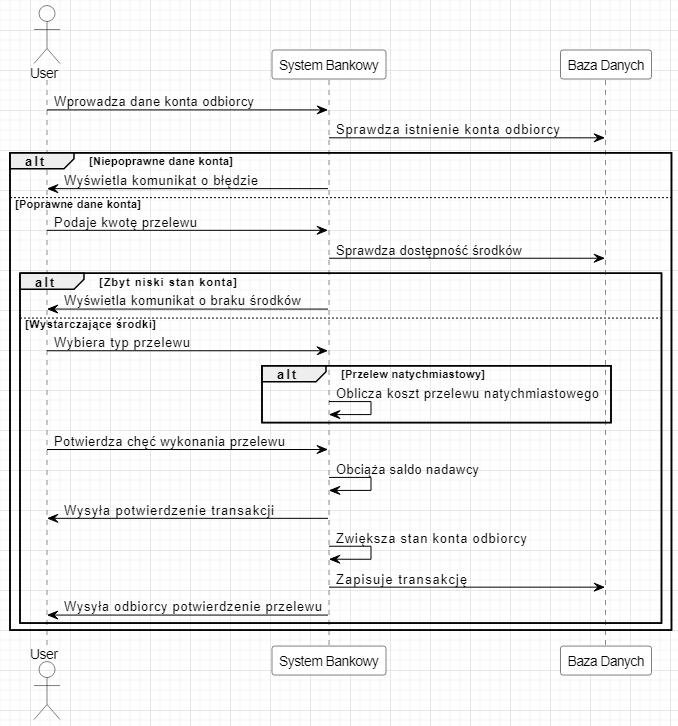 User
System Bankowy
Baza Danych
Wprowadza dane konta odbiorcy
Sprawdza istnienie konta odbiorcy
alt
[Niepoprawne dane konta]
Wyświetla komunikat o błędzie
[Poprawne dane konta]
Podaje kwotę przelewu
Sprawdza dostępność środków
alt
[Zbyt niski stan konta]
Wyświetla komunikat o braku środków
[Wystarczające środki]
Wybiera typ przelewu
alt
[Przelew natychmiastowy]
Oblicza koszt przelewu natychmiastowego
Potwierdza chęć wykonania przelewu
Obciąża saldo nadawcy
Wysyła potwierdzenie transakcji
Zwiększa stan konta odbiorcy
Zapisuje transakcję
Wysyła odbiorcy potwierdzenie przelewu
User
System Bankowy
Baza Danych